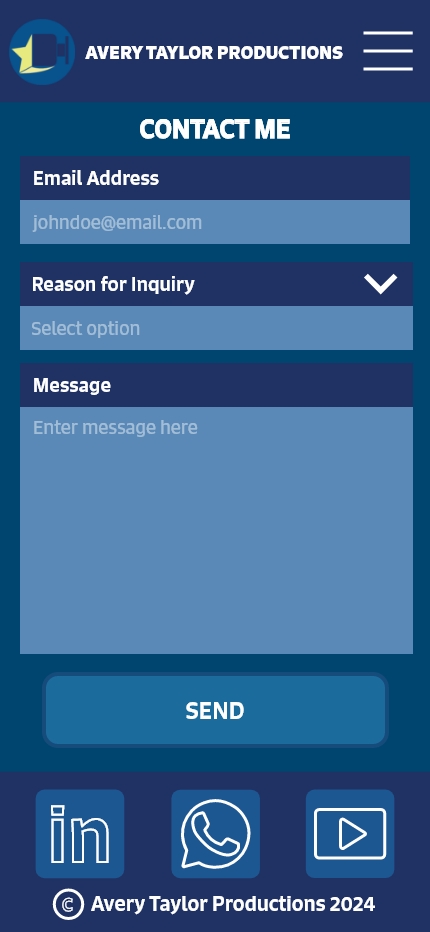 AVERY TAYLOR PRODUCTIONS
CONTACT ME
Email Address
johndoe@email.com
Reason for Inquiry
Select option
Message
Enter message here
SEND
in
© Avery Taylor Productions 2024